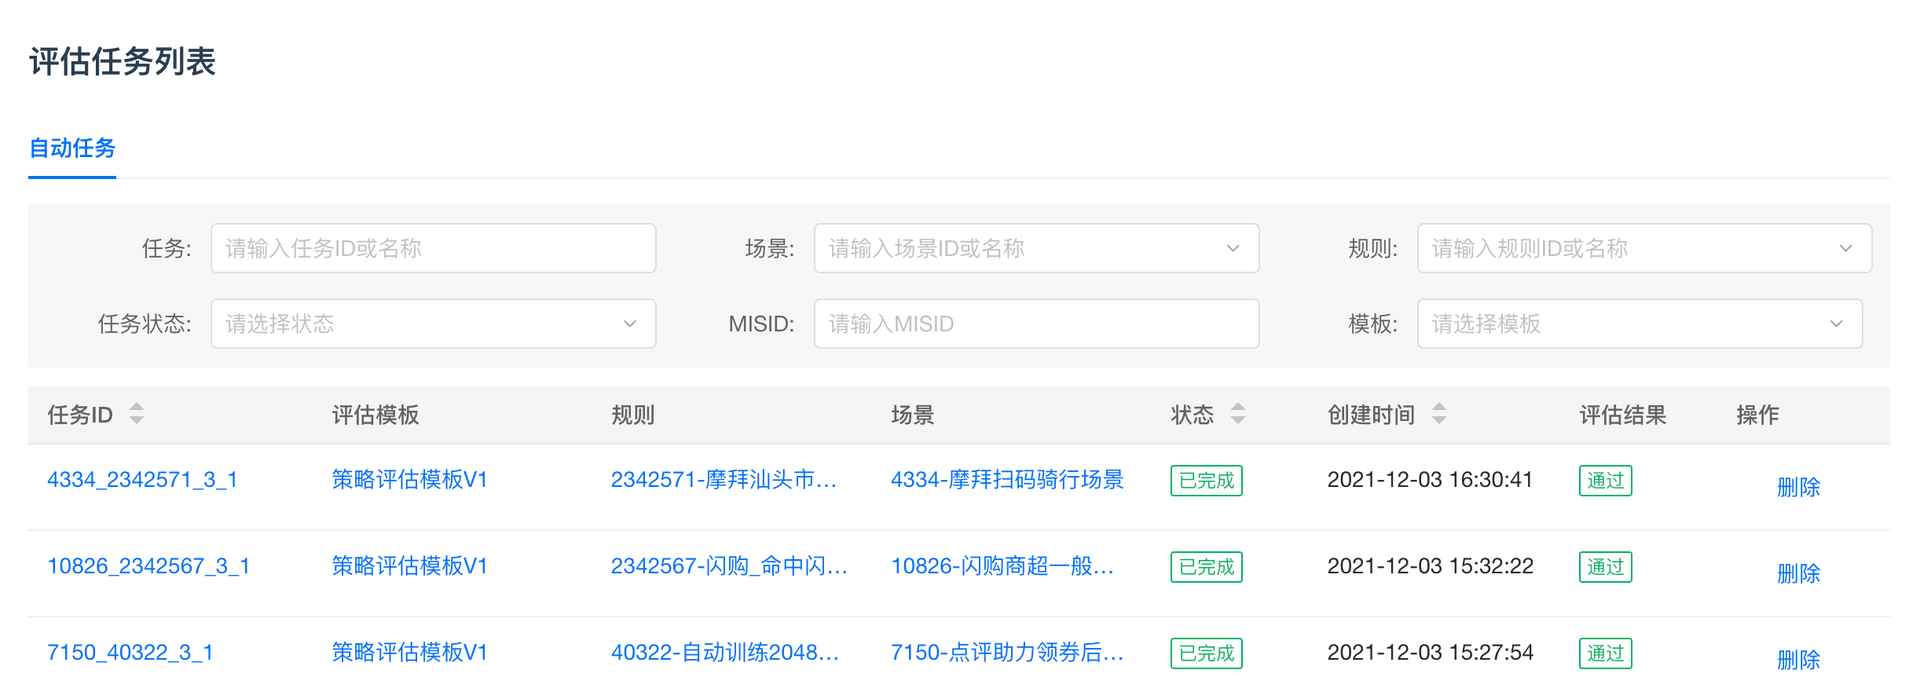 评估任务列表
自动任务
任务: 请输入任务ID或名称 场景: 请输入场景ID或名称 规则: 请输入规则ID或名称
任务状态: 请选择状态 MISID: 请输入MISID 模板: 请选择模板
任务ID 评估模板 规则 场景 状态 创建时间 评估结果 操作
4334_2342571_3_1 策略评估模板V1 2342571-摩拜汕头市... 4334-摩拜扫码骑行场景 已完成 2021-12-03 16:30:41 通过 删除
10826_2342567_3_1 策略评估模板V1 2342567-闪购_命中闪... 10826-闪购商超一般... 已完成 2021-12-03 15:32:22 通过 删除
7150_40322_3_1 策略评估模板V1 40322-自动训练2048... 7150-点评助力领券后... 已完成 2021-12-03 15:27:54 通过 删除